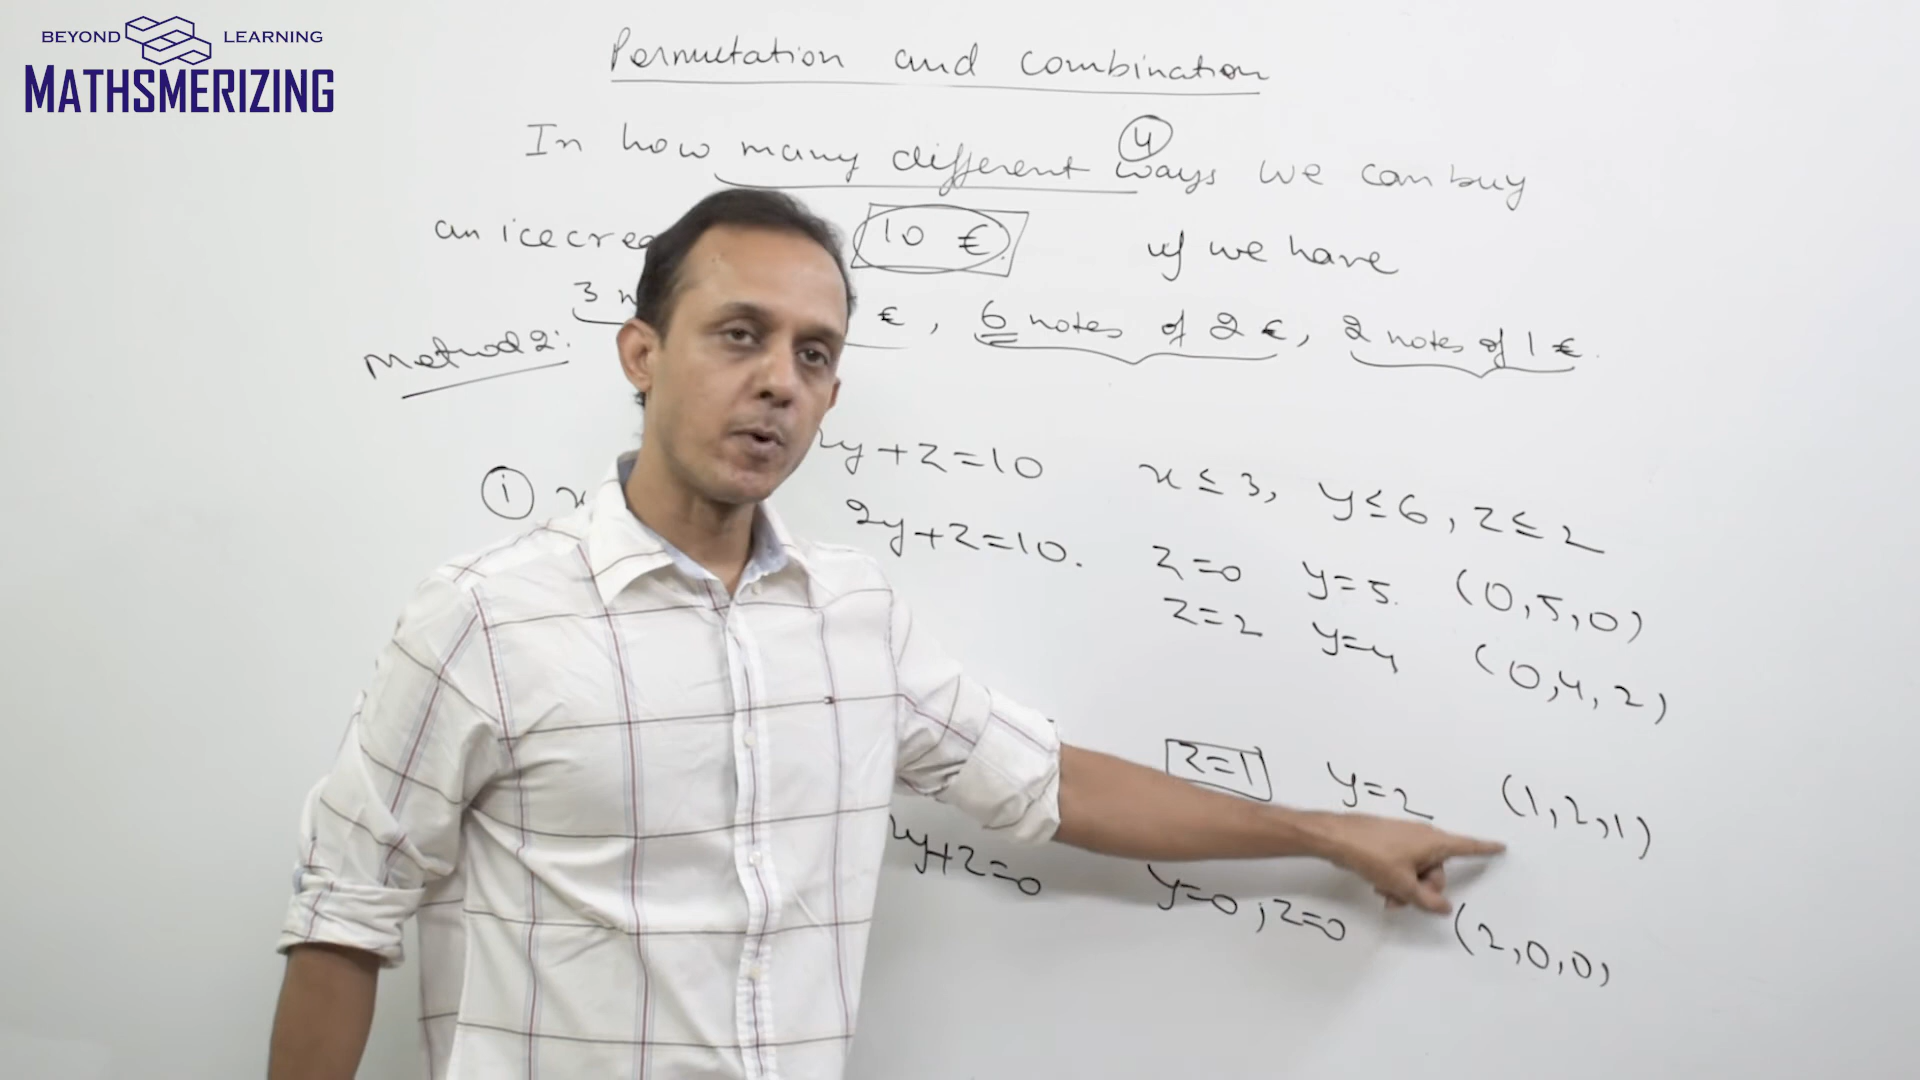 BEYOND LEARNING
MATHSMERIZING
Permutation and combination
4
In how many different ways we can buy
an icecrea 10 € if we have
3 n € , 6 notes of 2 € , 2 notes of 1 € .
Method 2:
2y+z=10 x ≤ 3, y ≤ 6, z ≤ 2
i x 2y+z=10. z=0 y=5. (0,5,0)
z=2 y=4 (0,4,2)
z=1 y=2 (1,2,1)
2y+z=0 y=0, z=0 (2,0,0)